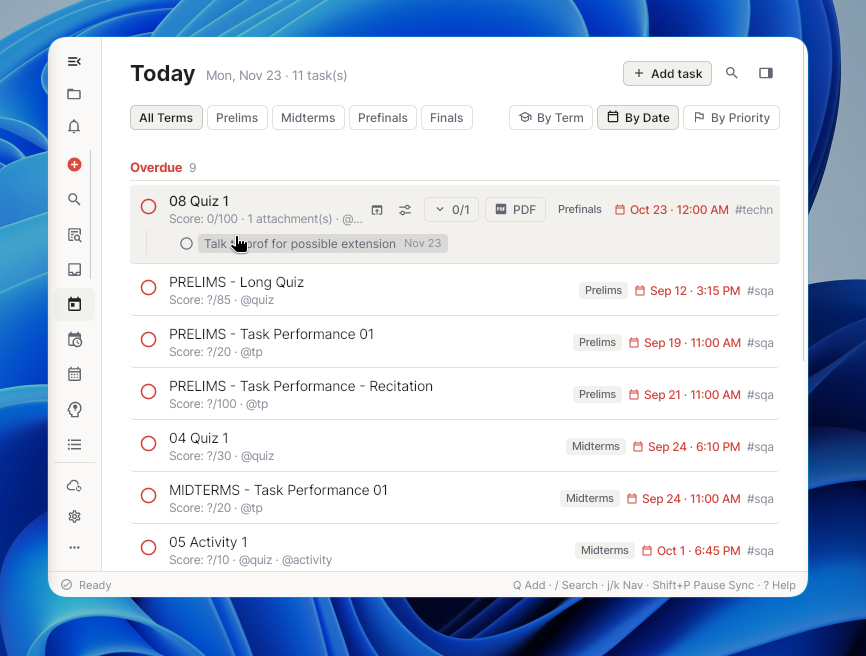 Today Mon, Nov 23 · 11 task(s)
+ Add task
All Terms Prelims Midterms Prefinals Finals By Term By Date By Priority
Overdue 9
08 Quiz 1
Score: 0/100 · 1 attachment(s) · @...
0/1 PDF Prefinals Oct 23 · 12:00 AM #techn
Talk prof for possible extension Nov 23
PRELIMS - Long Quiz
Score: ?/85 · @quiz
Prelims Sep 12 · 3:15 PM #sqa
PRELIMS - Task Performance 01
Score: ?/20 · @tp
Prelims Sep 19 · 11:00 AM #sqa
PRELIMS - Task Performance - Recitation
Score: ?/100 · @tp
Prelims Sep 21 · 11:00 AM #sqa
04 Quiz 1
Score: ?/30 · @quiz
Midterms Sep 24 · 6:10 PM #sqa
MIDTERMS - Task Performance 01
Score: ?/20 · @tp
Midterms Sep 24 · 11:00 AM #sqa
05 Activity 1
Score: ?/10 · @quiz · @activity
Midterms Oct 1 · 6:45 PM #sqa
Ready
Q Add · / Search · j/k Nav · Shift+P Pause Sync · ? Help